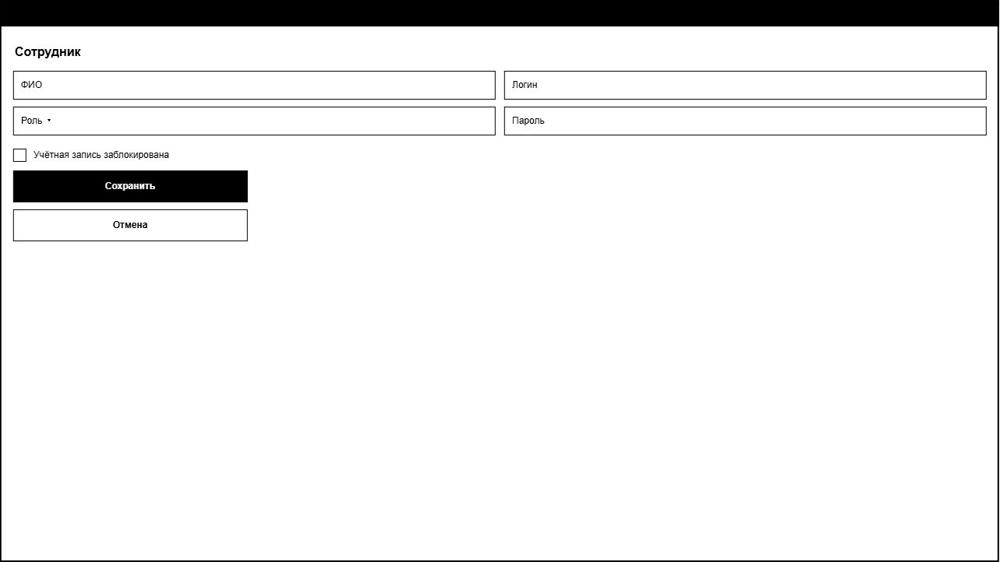 Сотрудник
ФИО
Логин
Роль
Пароль
Учётная запись заблокирована
Сохранить
Отмена